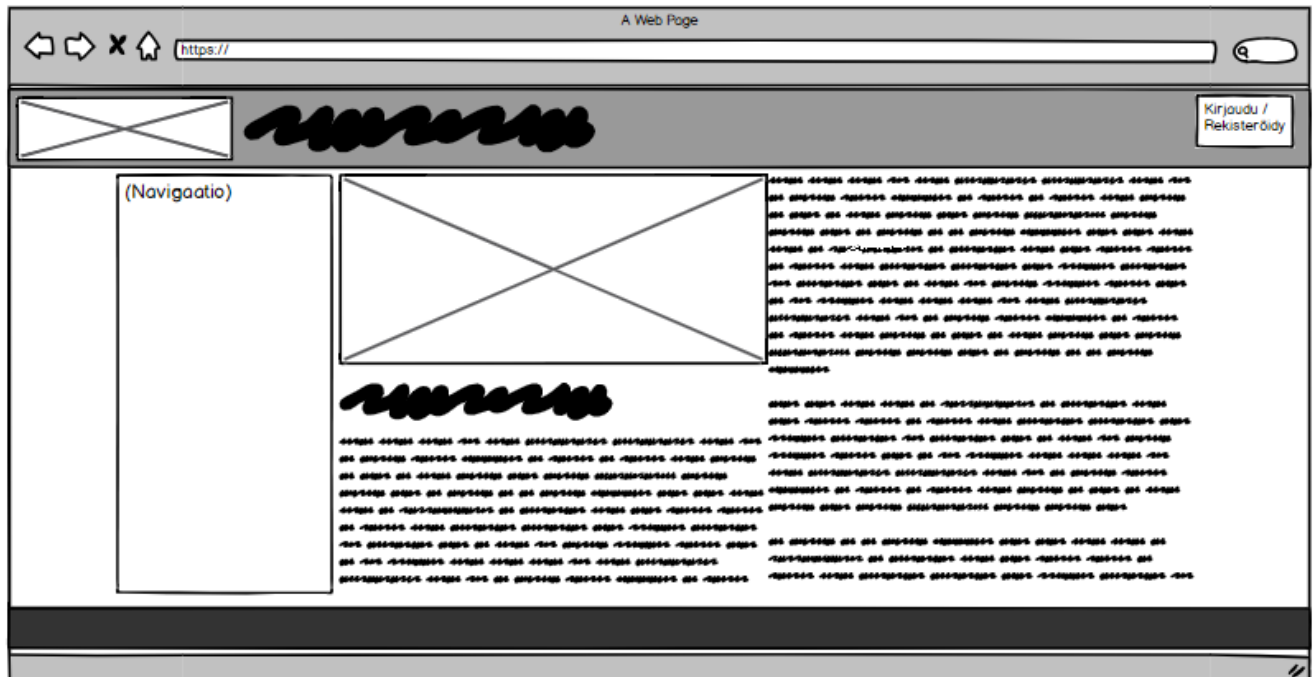 A Web Page
https://
Kirjaudu /
Rekisteröidy
(Navigaatio)